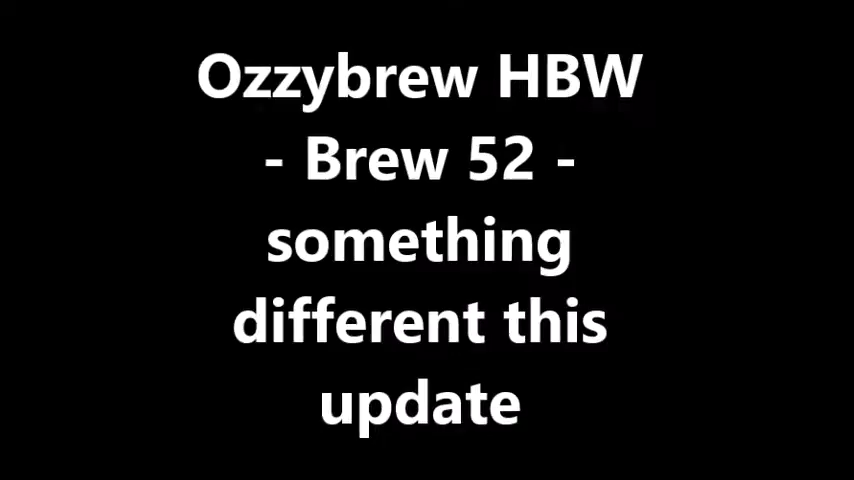 Ozzybrew HBW
- Brew 52 -
something
different this
update